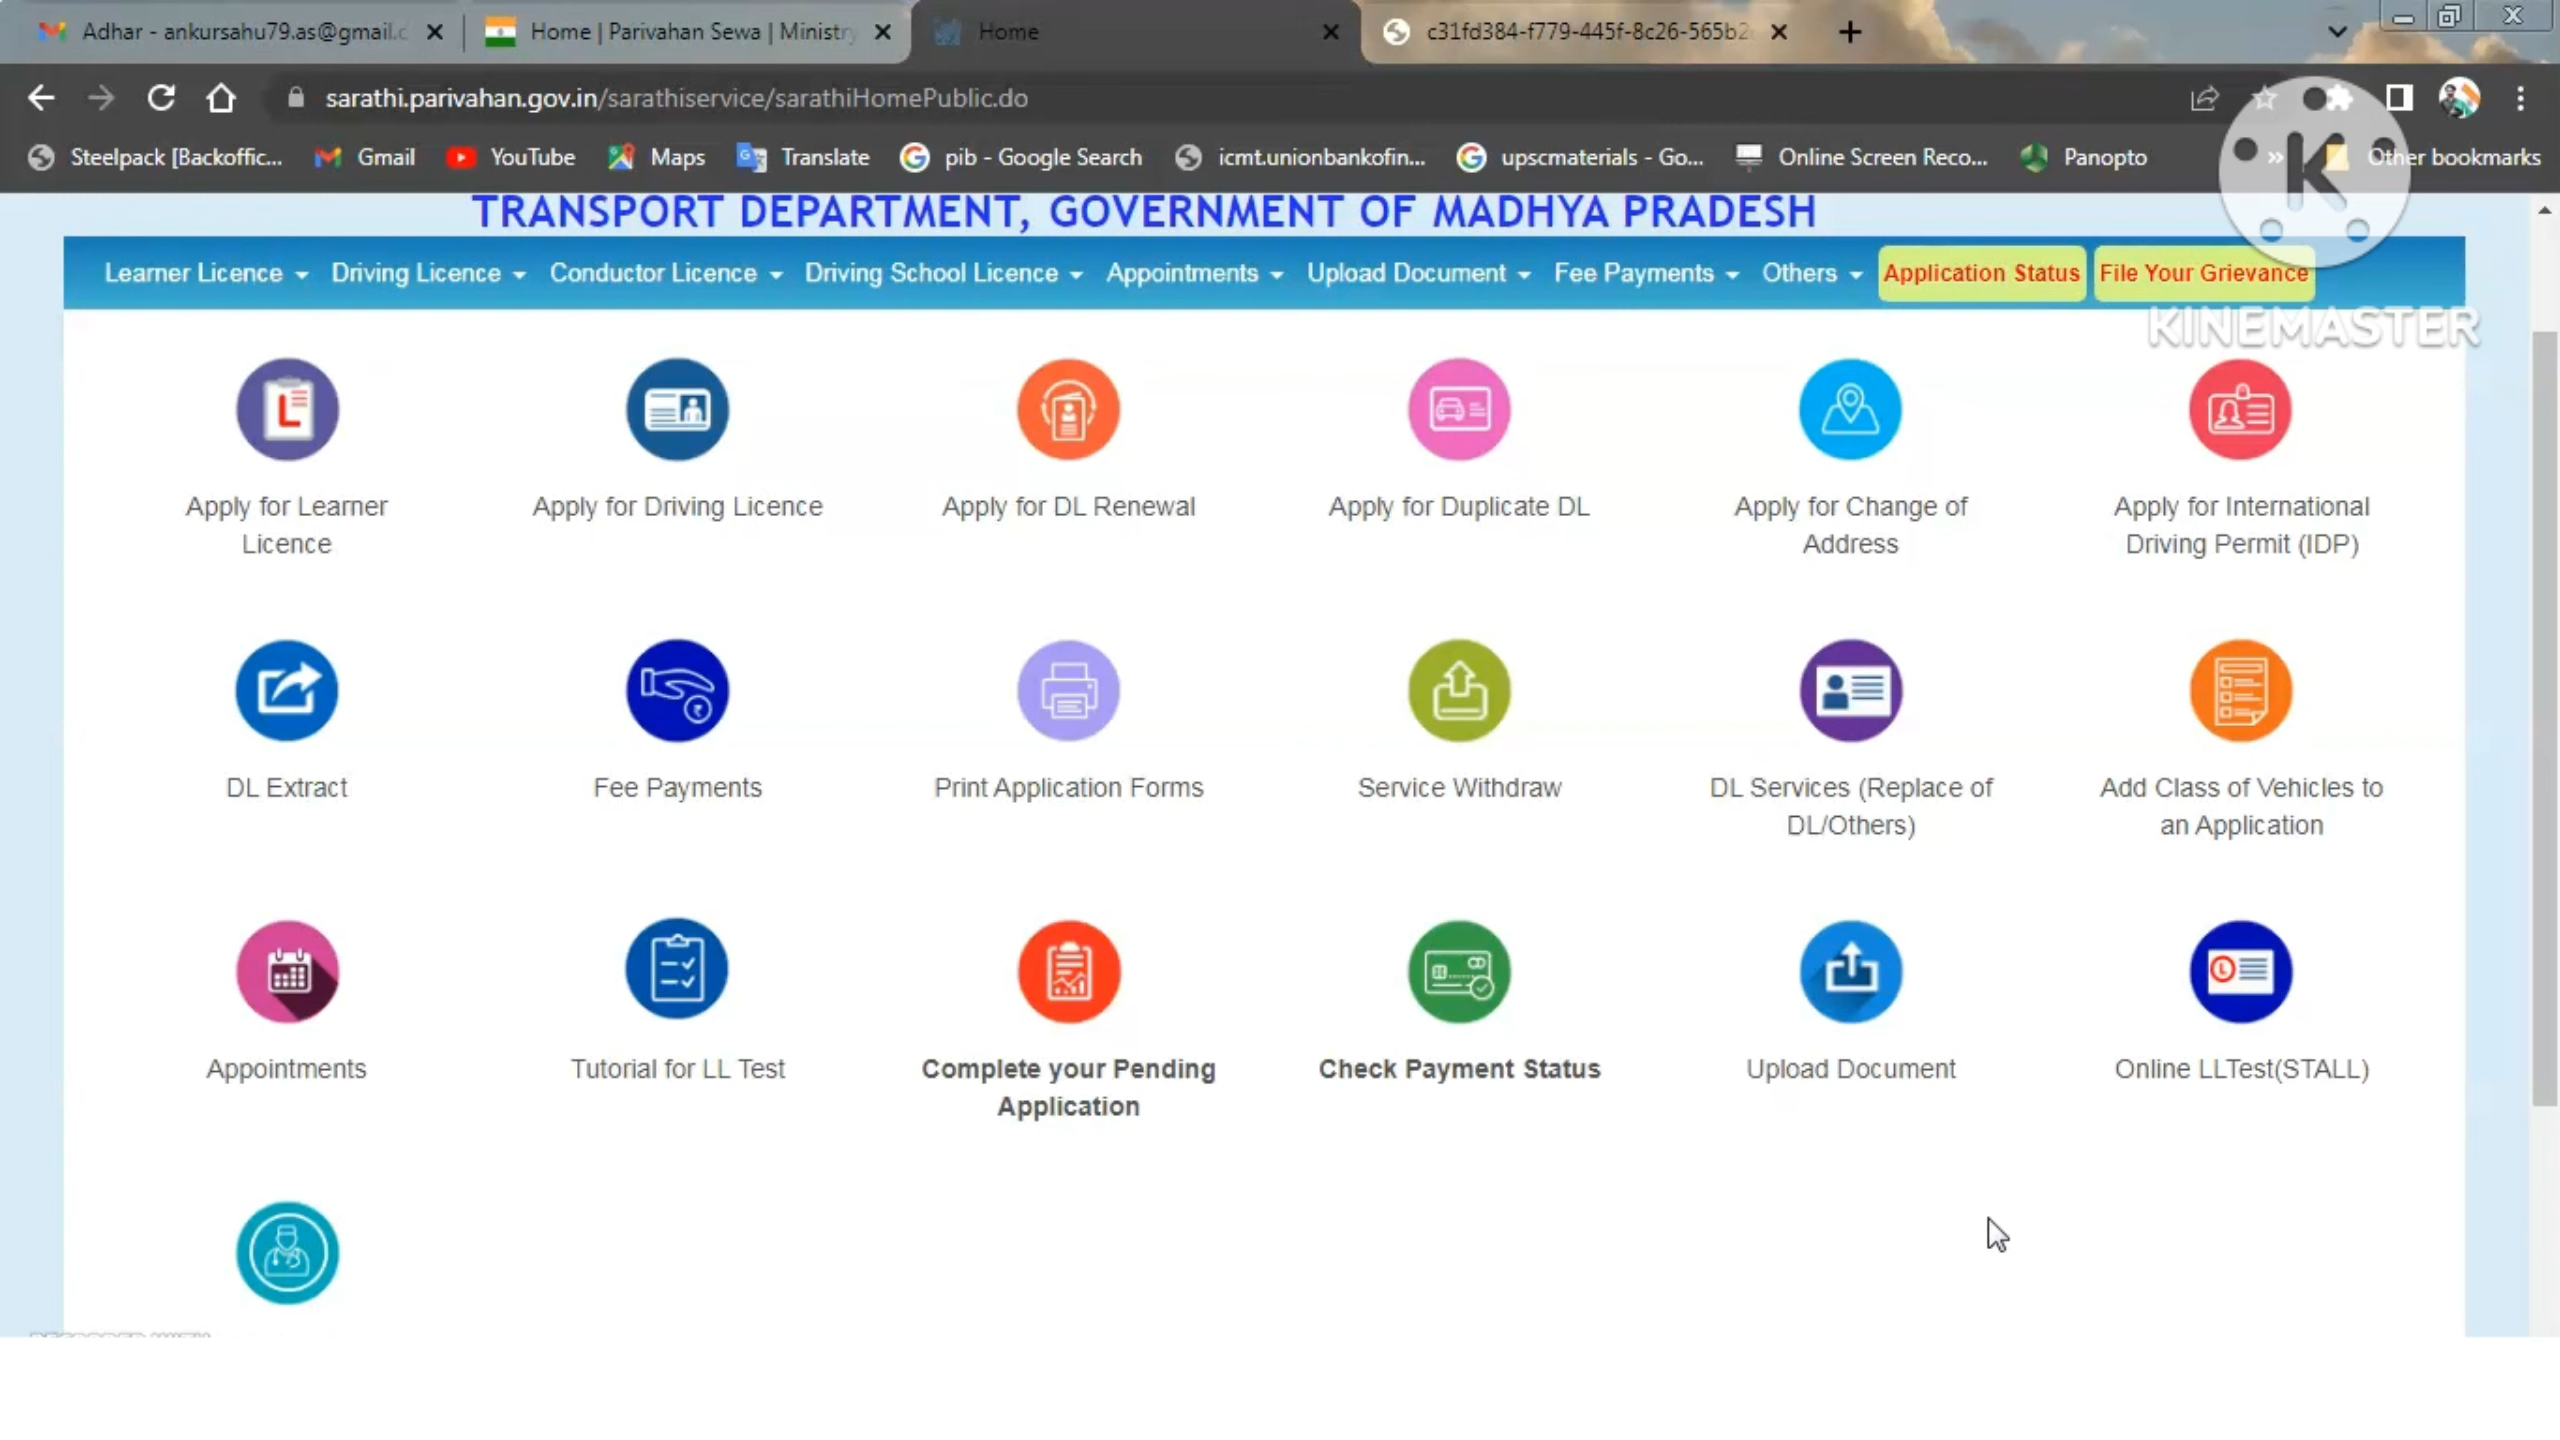 Adhar - ankursahu79.as@gmail.c
Home | Parivahan Sewa | Ministry
Home
c31fd384-f779-445f-8c26-565b2
sarathi.parivahan.gov.in/sarathiservice/sarathiHomePublic.do
Steelpack [Backoffic... Gmail YouTube Maps Translate pib - Google Search icmt.unionbankofin... upscmaterials - Go... Online Screen Reco... Panopto » Other bookmarks
K
KINEMASTER
TRANSPORT DEPARTMENT, GOVERNMENT OF MADHYA PRADESH
Learner Licence Driving Licence Conductor Licence Driving School Licence Appointments Upload Document Fee Payments Others Application Status File Your Grievance
Apply for Learner
Licence
Apply for Driving Licence
Apply for DL Renewal
Apply for Duplicate DL
Apply for Change of
Address
Apply for International
Driving Permit (IDP)
DL Extract
Fee Payments
Print Application Forms
Service Withdraw
DL Services (Replace of
DL/Others)
Add Class of Vehicles to
an Application
Appointments
Tutorial for LL Test
Complete your Pending
Application
Check Payment Status
Upload Document
Online LLTest(STALL)